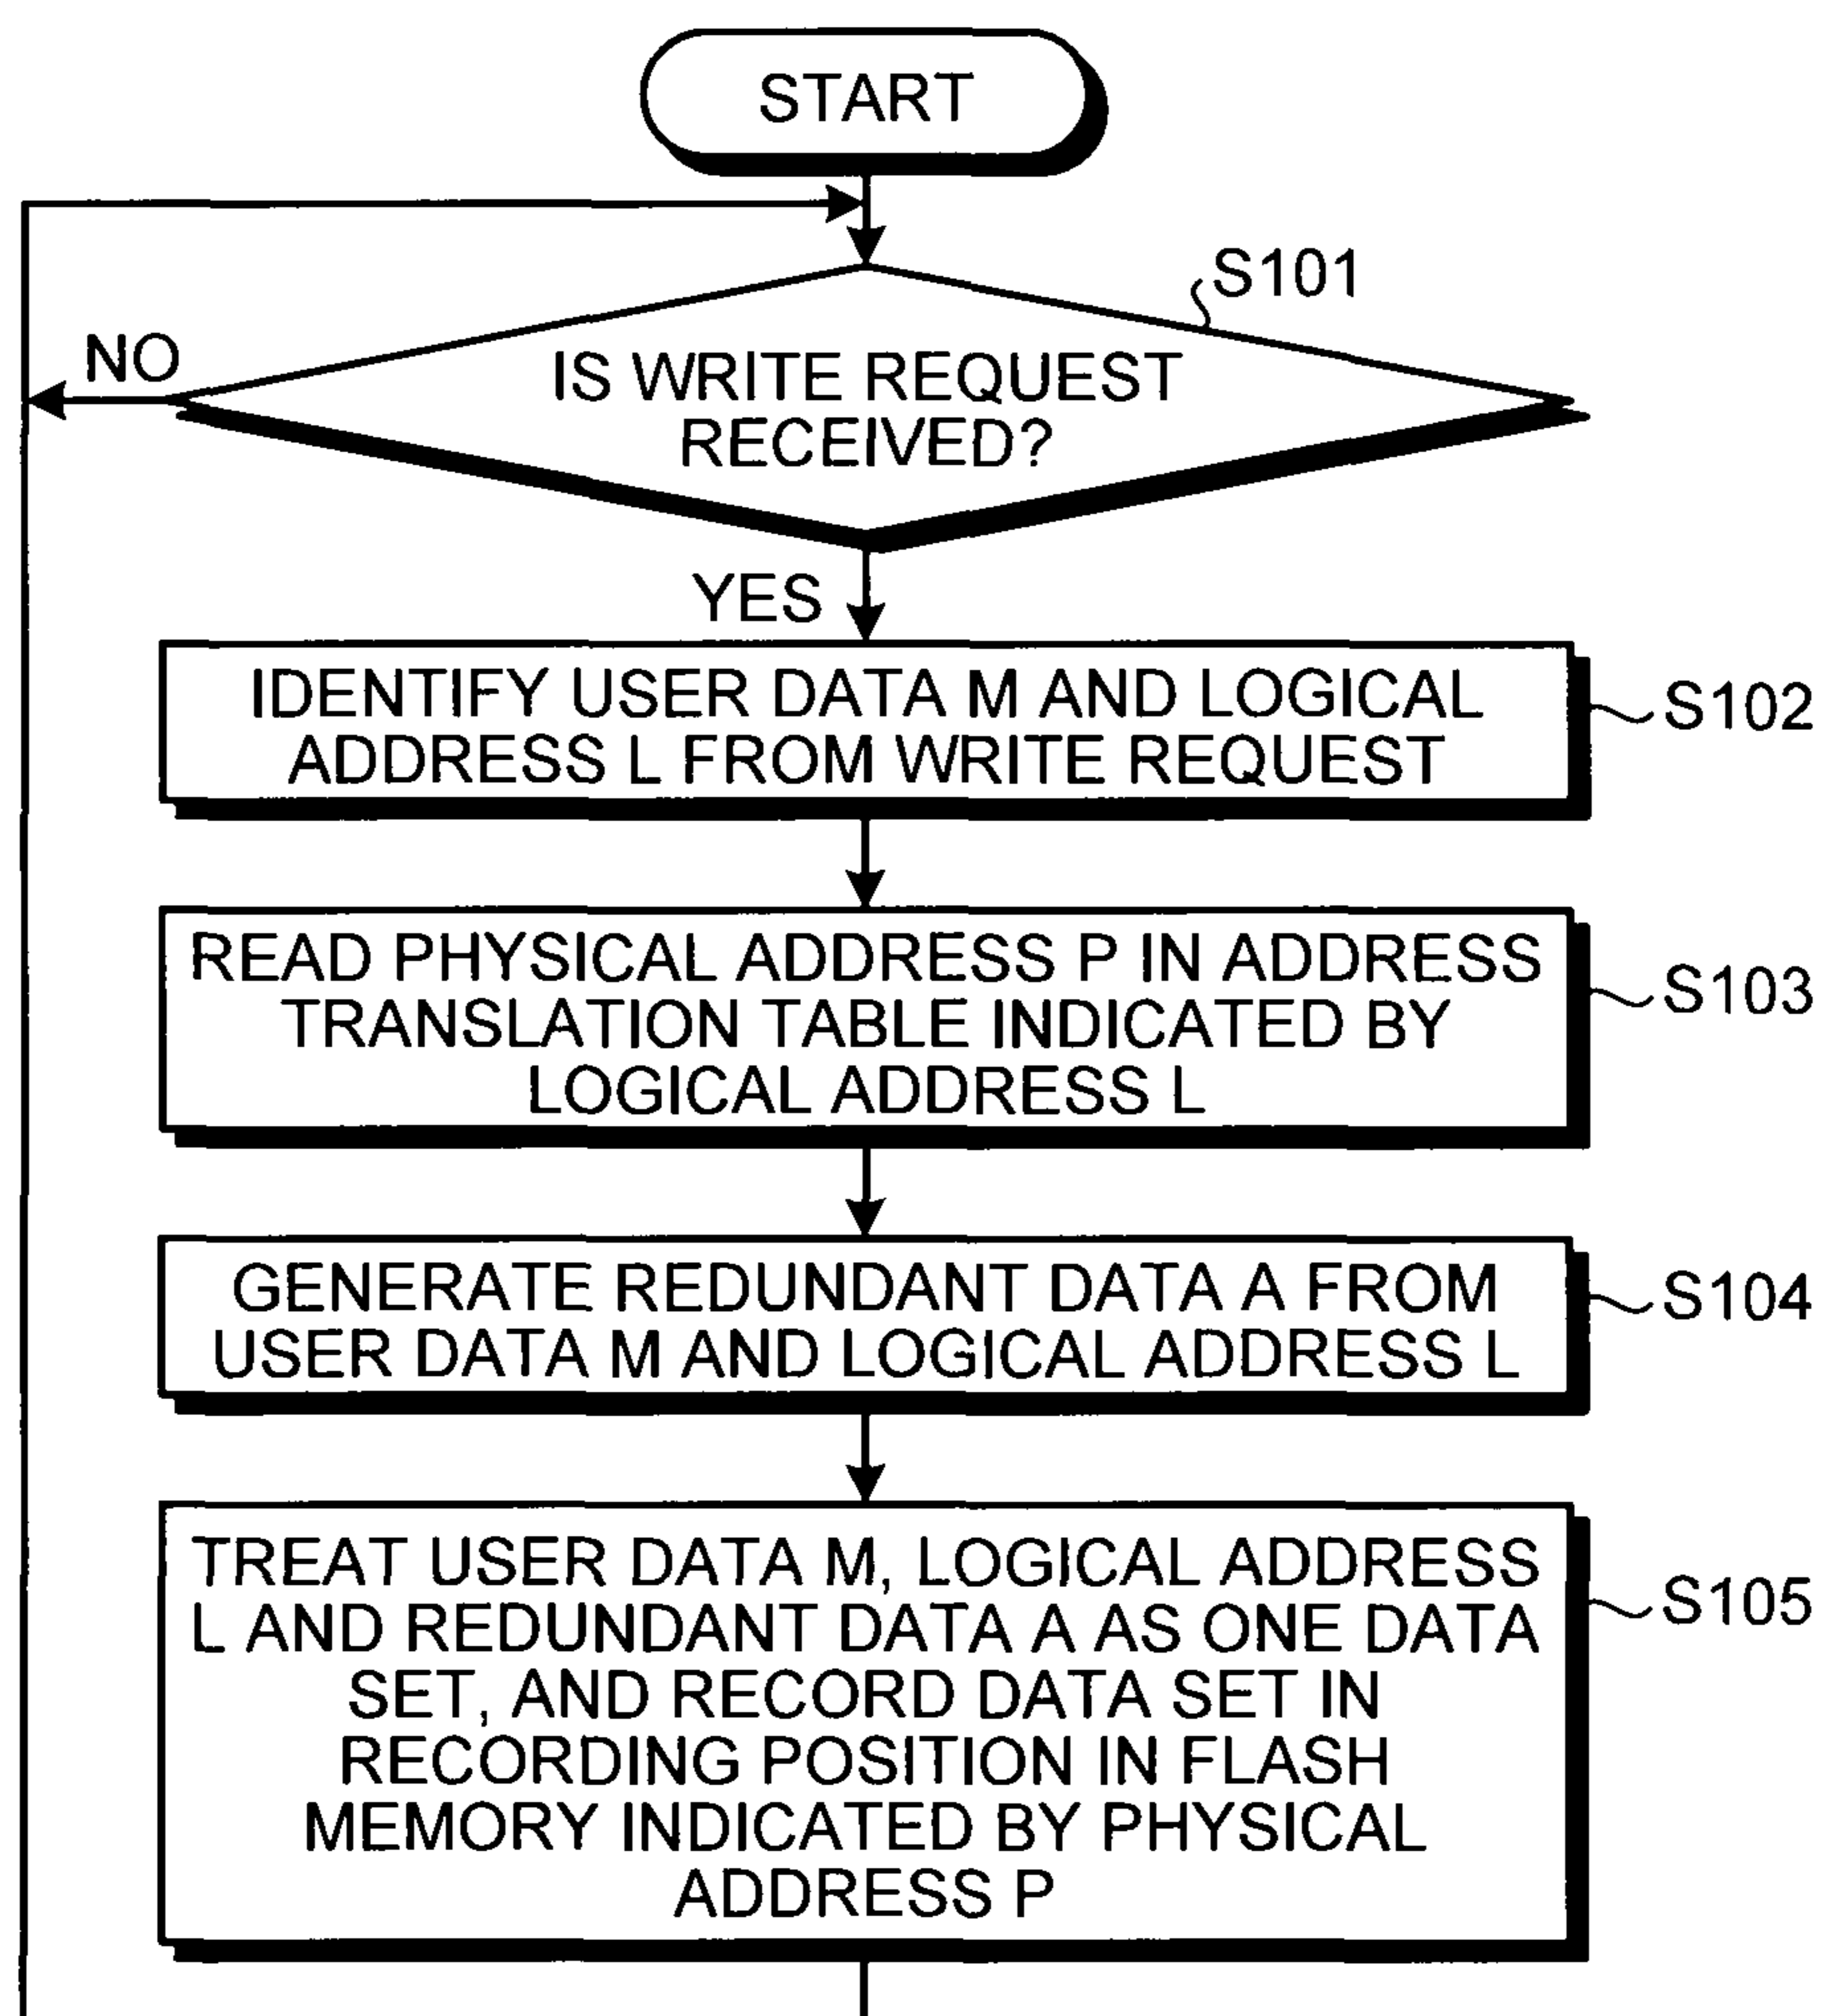 START
S101
NO
IS WRITE REQUEST
RECEIVED?
YES
IDENTIFY USER DATA M AND LOGICAL
ADDRESS L FROM WRITE REQUEST
S102
READ PHYSICAL ADDRESS P IN ADDRESS
TRANSLATION TABLE INDICATED BY
LOGICAL ADDRESS L
S103
GENERATE REDUNDANT DATA A FROM
USER DATA M AND LOGICAL ADDRESS L
S104
TREAT USER DATA M, LOGICAL ADDRESS
L AND REDUNDANT DATA A AS ONE DATA
SET, AND RECORD DATA SET IN
RECORDING POSITION IN FLASH
MEMORY INDICATED BY PHYSICAL
ADDRESS P
S105